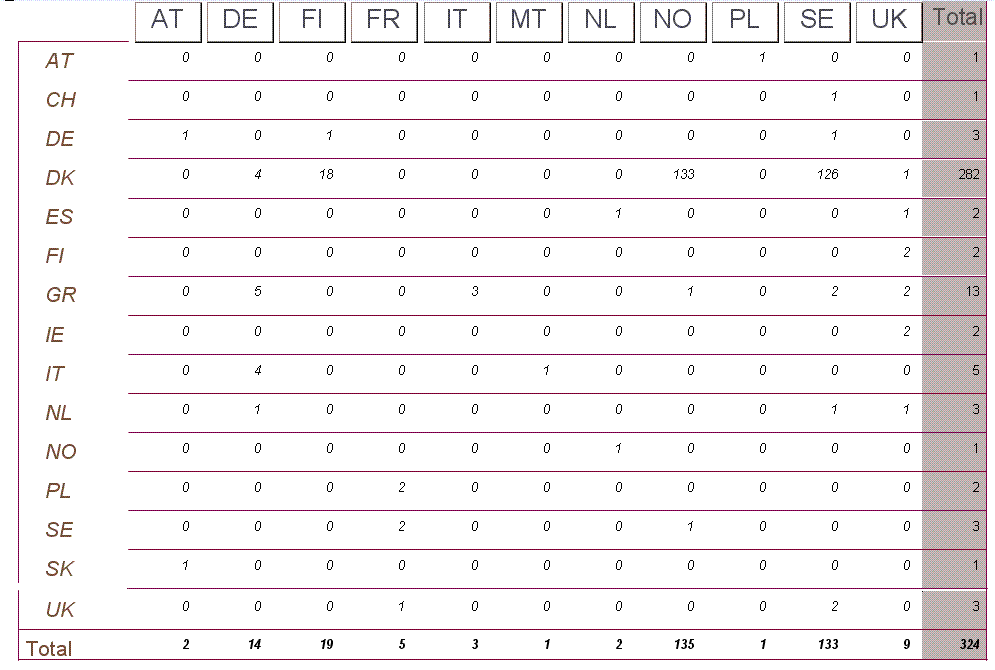 AT DE FI FR IT MT NL NO PL SE UK Total
AT 0 0 0 0 0 0 0 0 1 0 0 1
CH 0 0 0 0 0 0 0 0 0 1 0 1
DE 1 0 1 0 0 0 0 0 0 1 0 3
DK 0 4 18 0 0 0 0 133 0 126 1 282
ES 0 0 0 0 0 0 1 0 0 0 1 2
FI 0 0 0 0 0 0 0 0 0 0 2 2
GR 0 5 0 0 3 0 0 1 0 2 2 13
IE 0 0 0 0 0 0 0 0 0 0 2 2
IT 0 4 0 0 0 1 0 0 0 0 0 5
NL 0 1 0 0 0 0 0 0 0 1 1 3
NO 0 0 0 0 0 0 1 0 0 0 0 1
PL 0 0 0 2 0 0 0 0 0 0 0 2
SE 0 0 0 2 0 0 0 1 0 0 0 3
SK 1 0 0 0 0 0 0 0 0 0 0 1
UK 0 0 0 1 0 0 0 0 0 2 0 3
Total 2 14 19 5 3 1 2 135 1 133 9 324